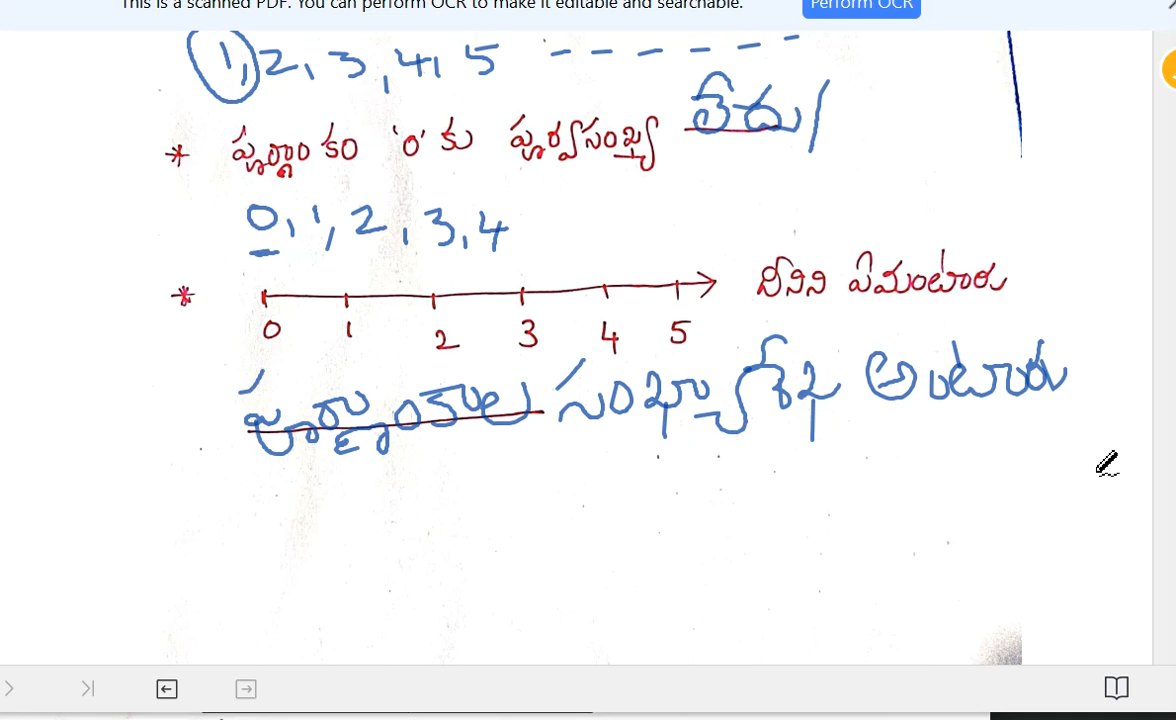 This is a scanned PDF. You can perform OCR to make it editable and searchable. Perform OCR
1, 2, 3, 4, 5 - - - - - -
* పూర్ణాంకం '0' కు పూర్వసంఖ్య లేదు/
0, 1, 2, 3, 4
* దీనిని ఏమంటారు
0 1 2 3 4 5
పూర్ణాంకాల సంఖ్యారేఖ అంటారు